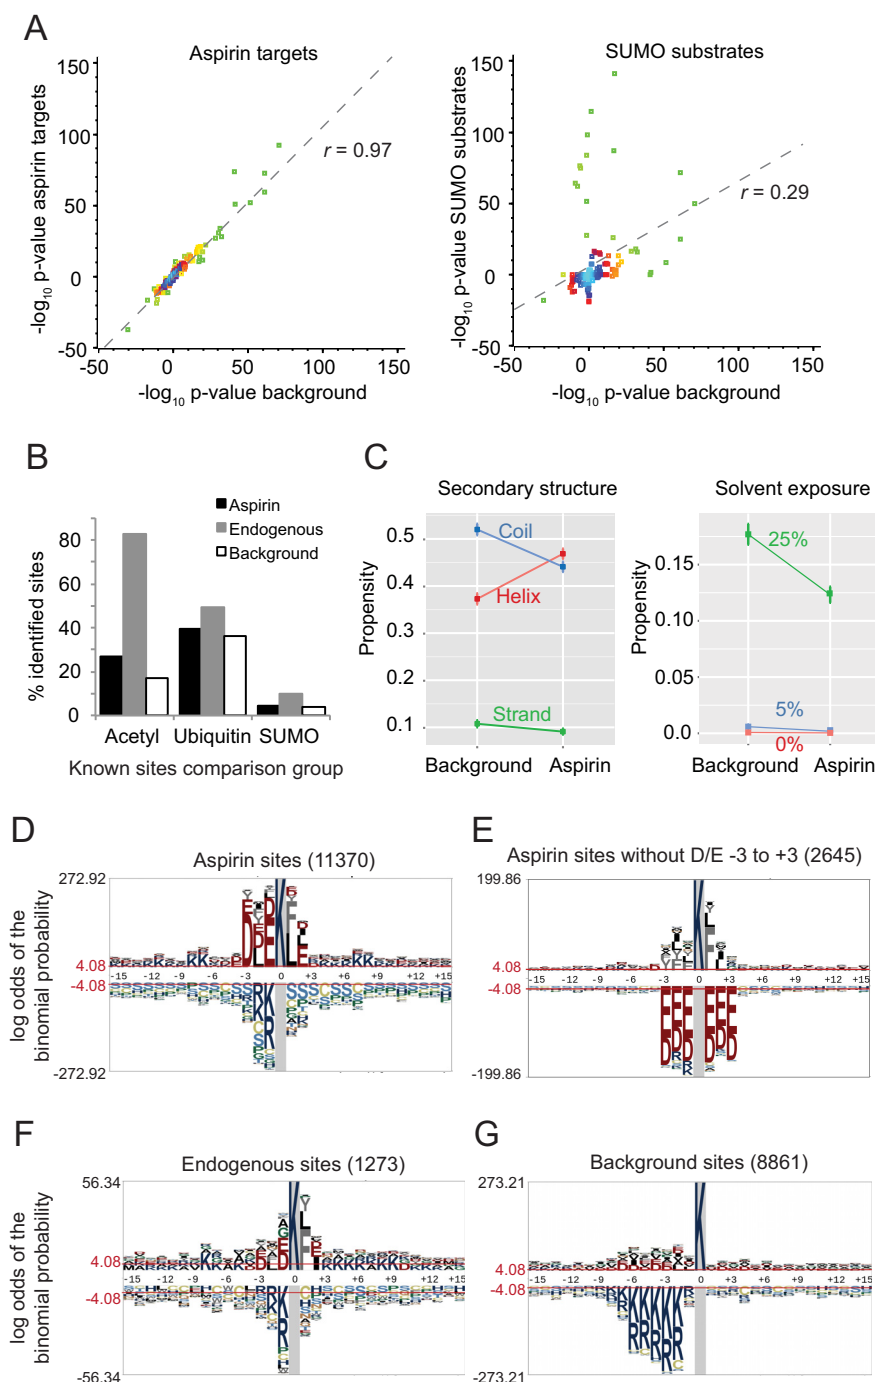 A
Aspirin targets
-log10 p-value aspirin targets
150
100
50
0
-50
r = 0.97
-50 0 50 100 150
-log10 p-value background
SUMO substrates
-log10 p-value SUMO substrates
150
100
50
0
-50
r = 0.29
-50 0 50 100 150
-log10 p-value background
B
Aspirin
Endogenous
Background
% identified sites
80
60
40
20
0
Acetyl Ubiquitin SUMO
Known sites comparison group
C
Secondary structure
Propensity
0.5
0.4
0.3
0.2
0.1
Coil
Helix
Strand
Background Aspirin
Solvent exposure
Propensity
0.15
0.10
0.05
0.0
25%
5%
0%
Background Aspirin
D
Aspirin sites (11370)
log odds of the
binomial probability
272.92
4.08
-4.08
-272.92
-15 -12 -9 -6 -3 0 +3 +6 +9 +12 +15
E
Aspirin sites without D/E -3 to +3 (2645)
199.86
4.08
-4.08
-199.86
-15 -12 -9 -6 -3 0 +3 +6 +9 +12 +15
F
Endogenous sites (1273)
log odds of the
binomial probability
56.34
4.08
-4.08
-56.34
-15 -12 -9 -6 -3 0 +3 +6 +9 +12 +15
G
Background sites (8861)
273.21
4.08
-4.08
-273.21
-15 -12 -9 -6 -3 0 +3 +6 +9 +12 +15